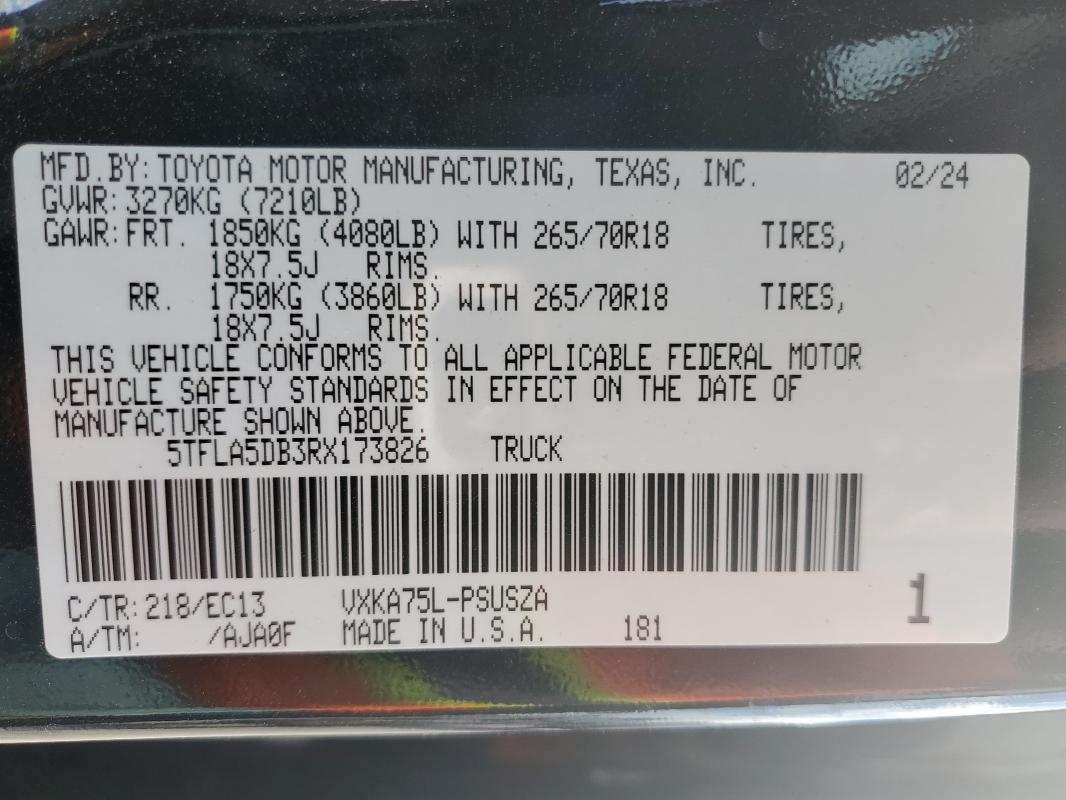 MFD. BY: TOYOTA MOTOR MANUFACTURING, TEXAS, INC. 02/24
GVWR: 3270KG (7210LB)
GAWR: FRT. 1850KG (4080LB) WITH 265/70R18 TIRES,
18X7.5J RIMS.
RR. 1750KG (3860LB) WITH 265/70R18 TIRES,
18X7.5J RIMS.
THIS VEHICLE CONFORMS TO ALL APPLICABLE FEDERAL MOTOR
VEHICLE SAFETY STANDARDS IN EFFECT ON THE DATE OF
MANUFACTURE SHOWN ABOVE.
5TFLA5DB3RX173826 TRUCK
C/TR: 218/EC13 VXKA75L-PSUSZA 1
A/TM: /AJA0F MADE IN U.S.A. 181